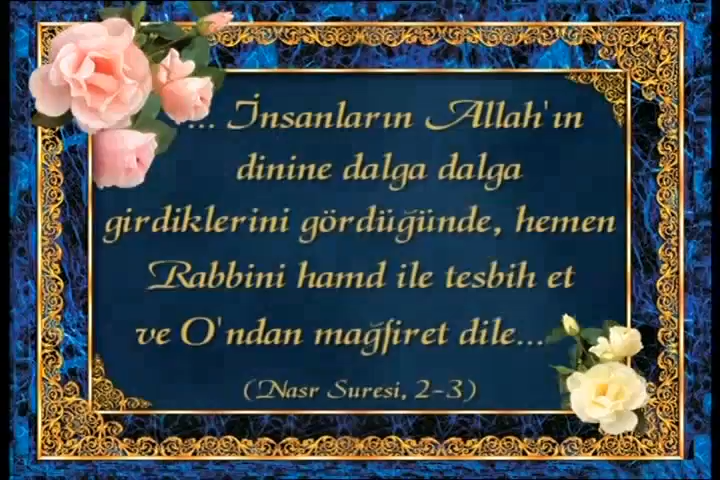 ... İnsanların Allah'ın
dinine dalga dalga
girdiklerini gördüğünde, hemen
Rabbini hamd ile tesbih et
ve O'ndan mağfiret dile...
(Nasr Suresi, 2-3)